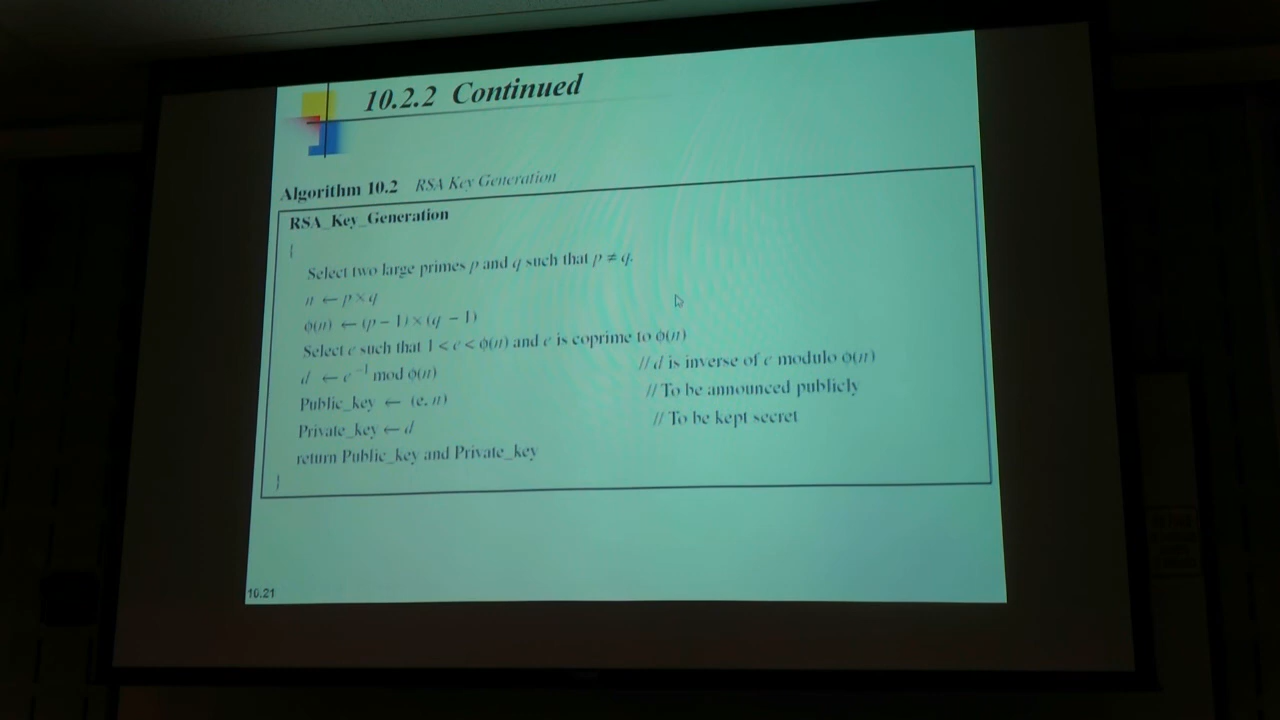 10.2.2 Continued
Algorithm 10.2 RSA Key Generation
RSA_Key_Generation
{
Select two large primes p and q such that p ≠ q.
n ← p × q
ϕ(n) ← (p − 1) × (q − 1)
Select e such that 1 < e < ϕ(n) and e is coprime to ϕ(n)
d ← e⁻¹ mod ϕ(n) // d is inverse of e modulo ϕ(n)
Public_key ← (e, n) // To be announced publicly
Private_key ← d // To be kept secret
return Public_key and Private_key
}
10.21